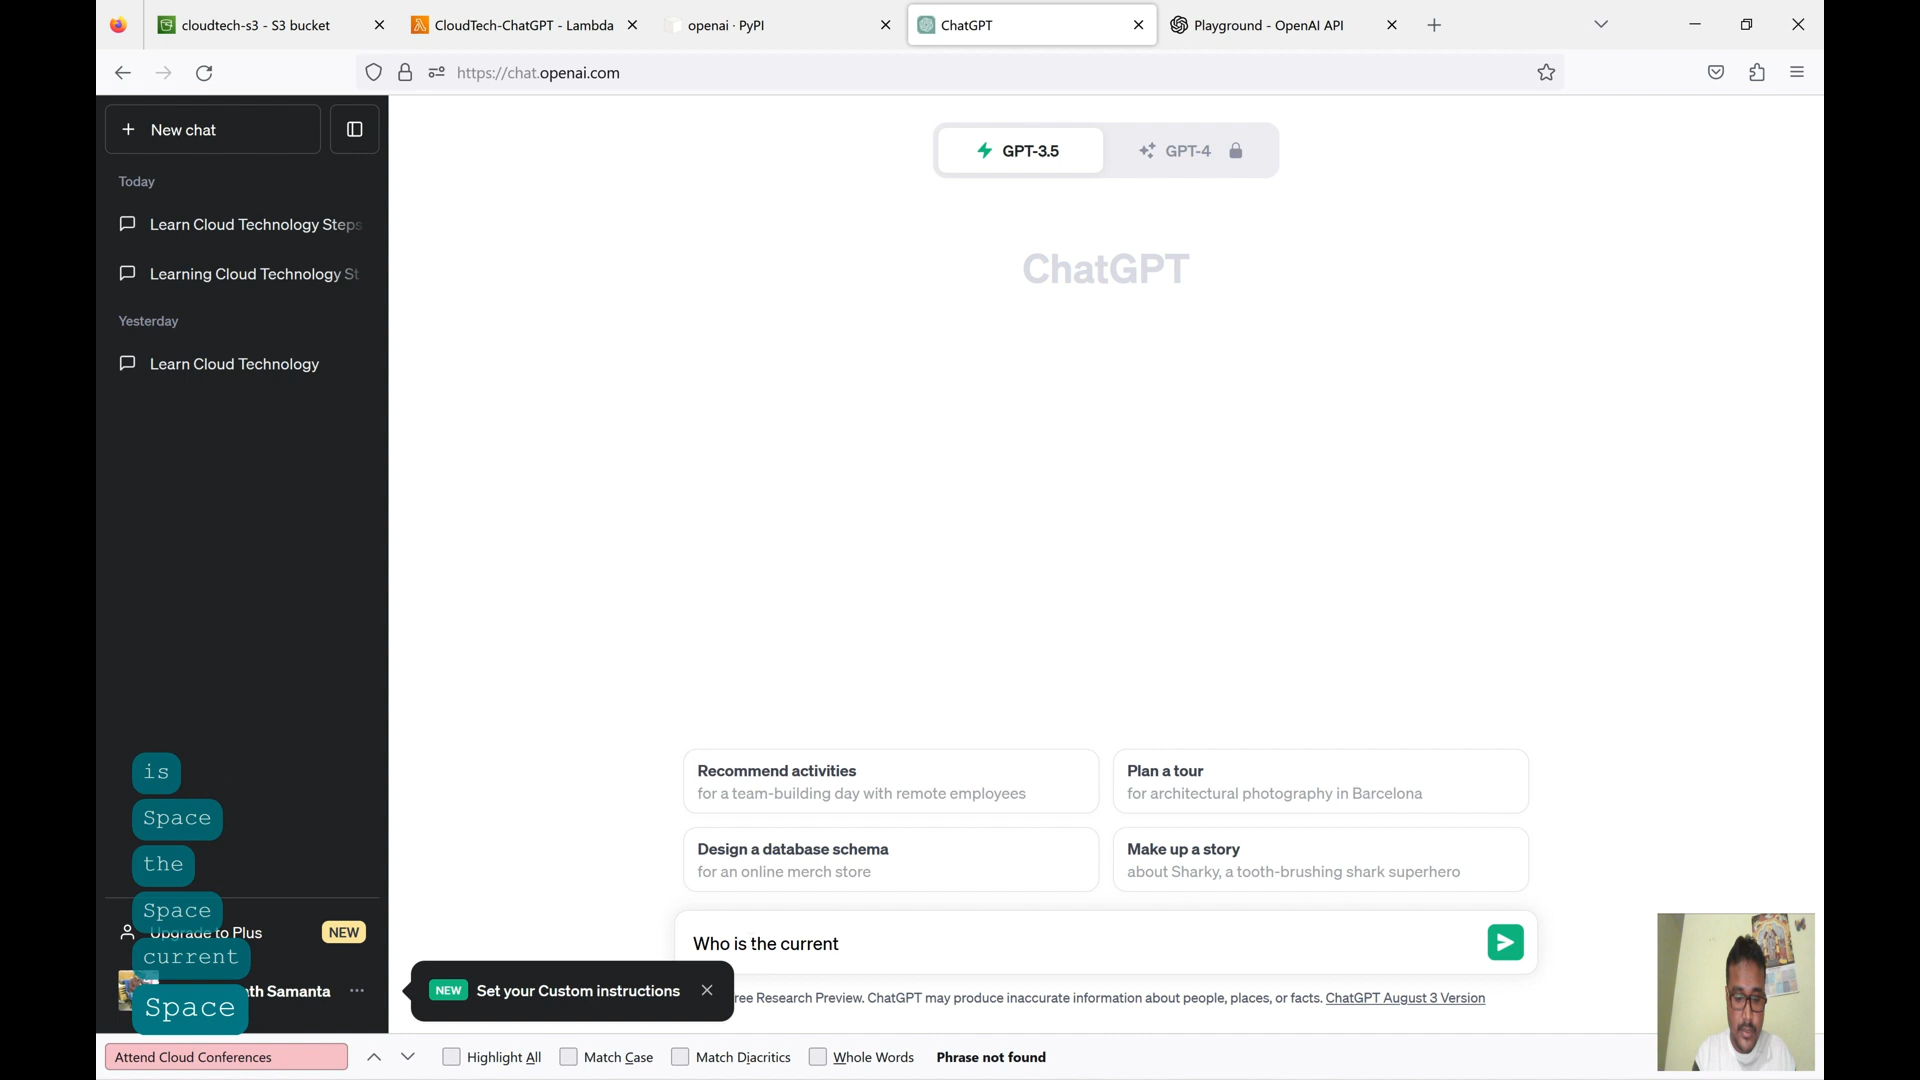 cloudtech-s3 - S3 bucket
CloudTech-ChatGPT - Lambda
openai · PyPI
ChatGPT
Playground - OpenAI API
https://chat.openai.com
New chat
GPT-3.5
GPT-4
Today
Learn Cloud Technology Steps
Learning Cloud Technology St
Yesterday
Learn Cloud Technology
ChatGPT
Recommend activities
for a team-building day with remote employees
Plan a tour
for architectural photography in Barcelona
Design a database schema
for an online merch store
Make up a story
about Sharky, a tooth-brushing shark superhero
is
Space
the
Space
current
Space
Upgrade to Plus
NEW
th Samanta
Who is the current
NEW Set your Custom instructions
ree Research Preview. ChatGPT may produce inaccurate information about people, places, or facts. ChatGPT August 3 Version
Attend Cloud Conferences
Highlight All
Match Case
Match Diacritics
Whole Words
Phrase not found